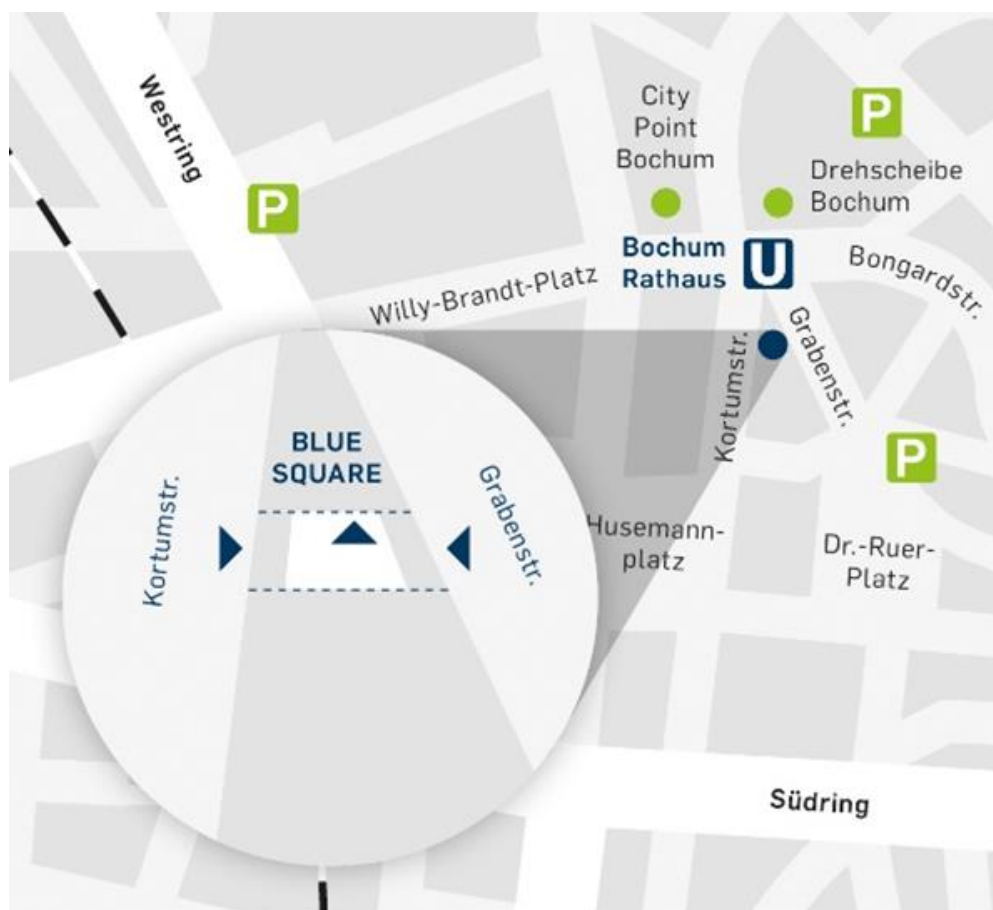 Westring
P
City
Point
Bochum
P
Drehscheibe
Bochum
Bochum
Rathaus
U
Bongardstr.
Willy-Brandt-Platz
Grabenstr.
Kortumstr.
P
BLUE
SQUARE
Kortumstr.
Grabenstr.
Husemann-
platz
Dr.-Ruer-
Platz
Südring